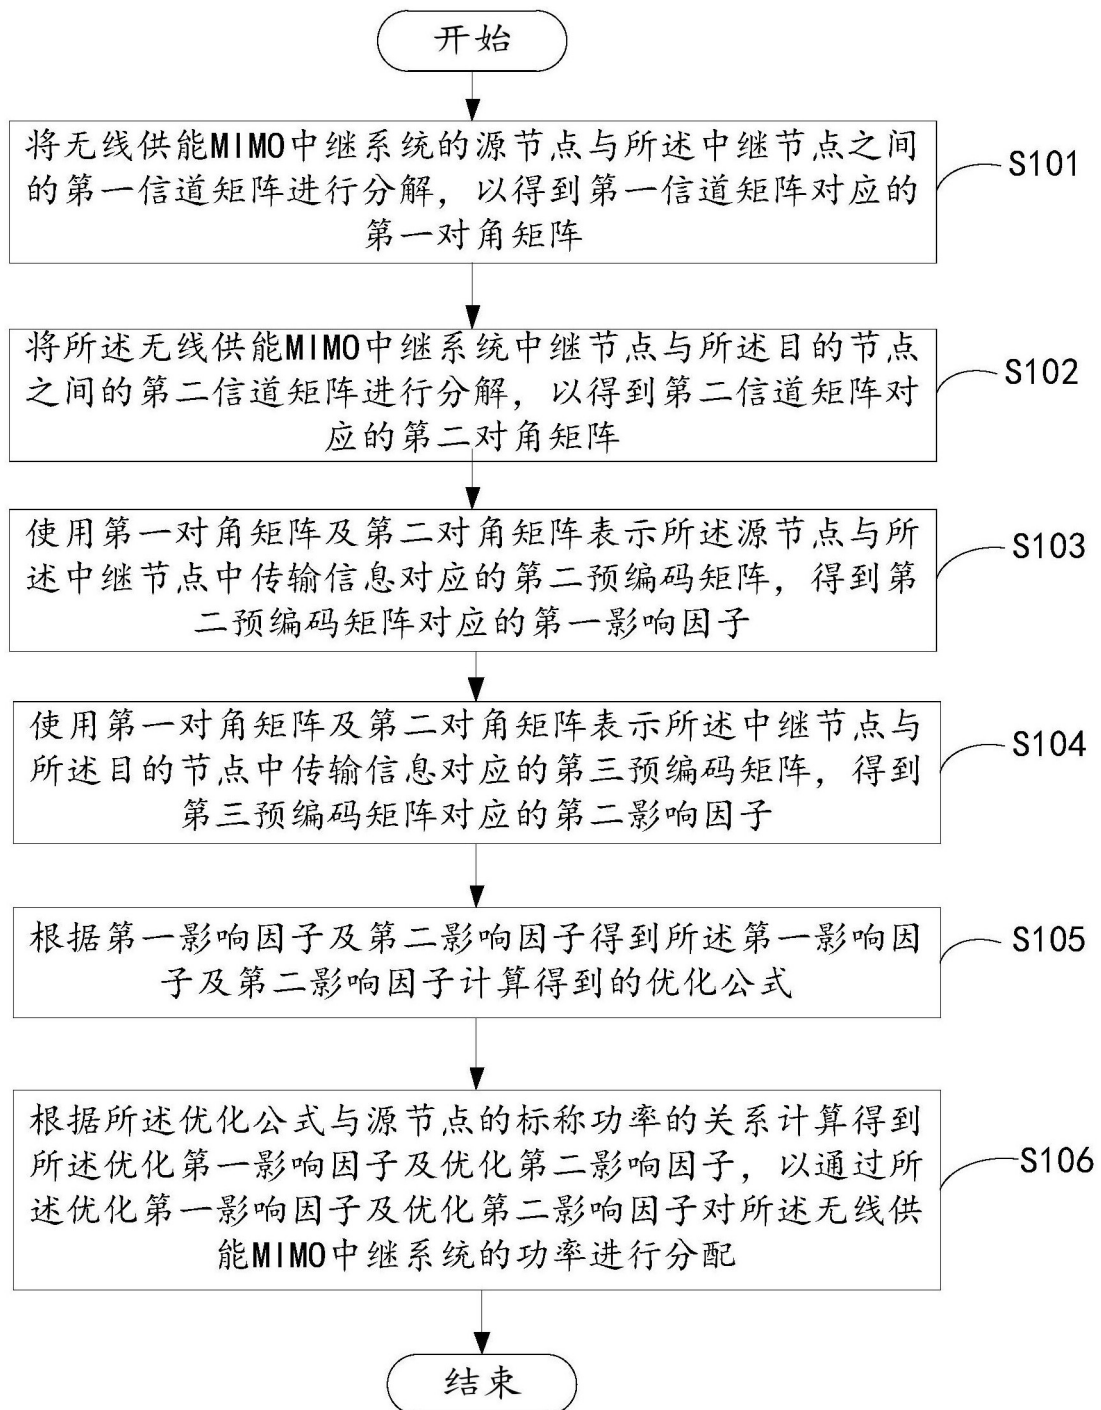 开始
将无线供能MIMO中继系统的源节点与所述中继节点之间
的第一信道矩阵进行分解，以得到第一信道矩阵对应的
第一对角矩阵
S101
将所述无线供能MIMO中继系统中继节点与所述目的节点
之间的第二信道矩阵进行分解，以得到第二信道矩阵对
应的第二对角矩阵
S102
使用第一对角矩阵及第二对角矩阵表示所述源节点与所
述中继节点中传输信息对应的第二预编码矩阵，得到第
二预编码矩阵对应的第一影响因子
S103
使用第一对角矩阵及第二对角矩阵表示所述中继节点与
所述目的节点中传输信息对应的第三预编码矩阵，得到
第三预编码矩阵对应的第二影响因子
S104
根据第一影响因子及第二影响因子得到所述第一影响因
子及第二影响因子计算得到的优化公式
S105
根据所述优化公式与源节点的标称功率的关系计算得到
所述优化第一影响因子及优化第二影响因子，以通过所
述优化第一影响因子及优化第二影响因子对所述无线供
能MIMO中继系统的功率进行分配
S106
结束